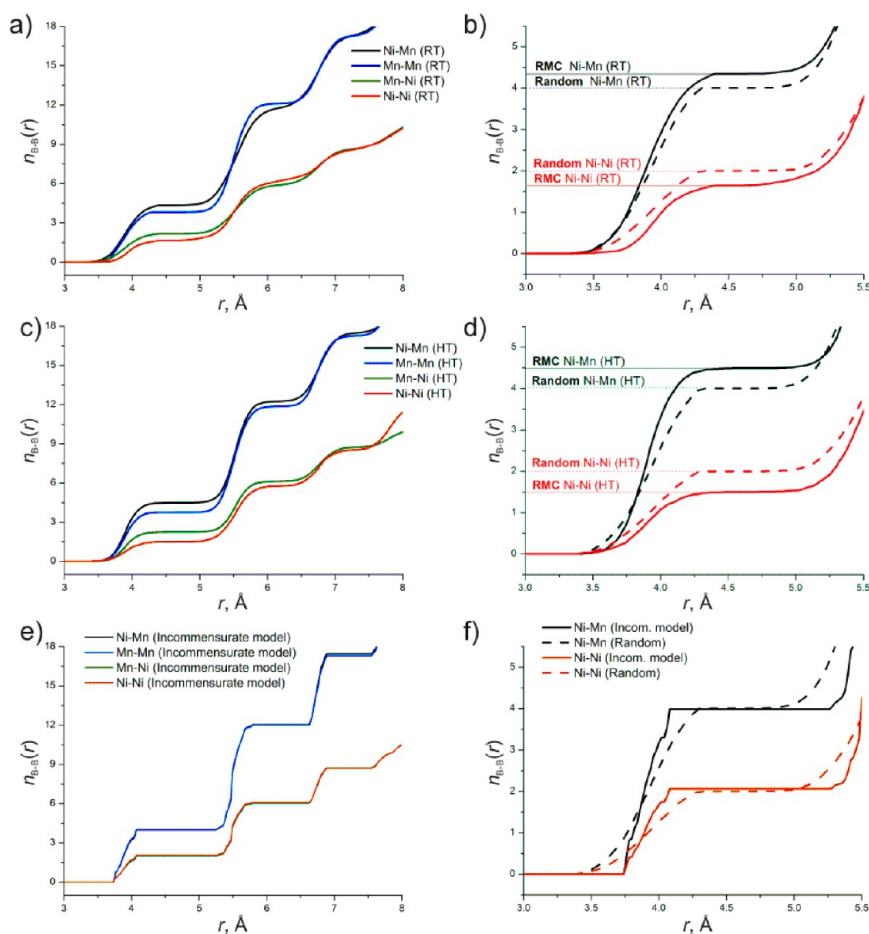 a)
18
15
12
9
6
3
0
n_B-B(r)
3 4 5 6 7 8
r, Å
Ni-Mn (RT)
Mn-Mn (RT)
Mn-Ni (RT)
Ni-Ni (RT)
b)
5
4
3
2
1
0
n_B-B(r)
3.0 3.5 4.0 4.5 5.0 5.5
r, Å
RMC Ni-Mn (RT)
Random Ni-Mn (RT)
Random Ni-Ni (RT)
RMC Ni-Ni (RT)
c)
18
15
12
9
6
3
0
n_B-B(r)
3 4 5 6 7 8
r, Å
Ni-Mn (HT)
Mn-Mn (HT)
Mn-Ni (HT)
Ni-Ni (HT)
d)
5
4
3
2
1
0
n_B-B(r)
3.0 3.5 4.0 4.5 5.0 5.5
r, Å
RMC Ni-Mn (HT)
Random Ni-Mn (HT)
Random Ni-Ni (HT)
RMC Ni-Ni (HT)
e)
18
15
12
9
6
3
0
n_B-B(r)
3 4 5 6 7 8
r, Å
Ni-Mn (Incommensurate model)
Mn-Mn (Incommensurate model)
Mn-Ni (Incommensurate model)
Ni-Ni (Incommensurate model)
f)
5
4
3
2
1
0
n_B-B(r)
3.0 3.5 4.0 4.5 5.0 5.5
r, Å
Ni-Mn (Incom. model)
Ni-Mn (Random)
Ni-Ni (Incom. model)
Ni-Ni (Random)